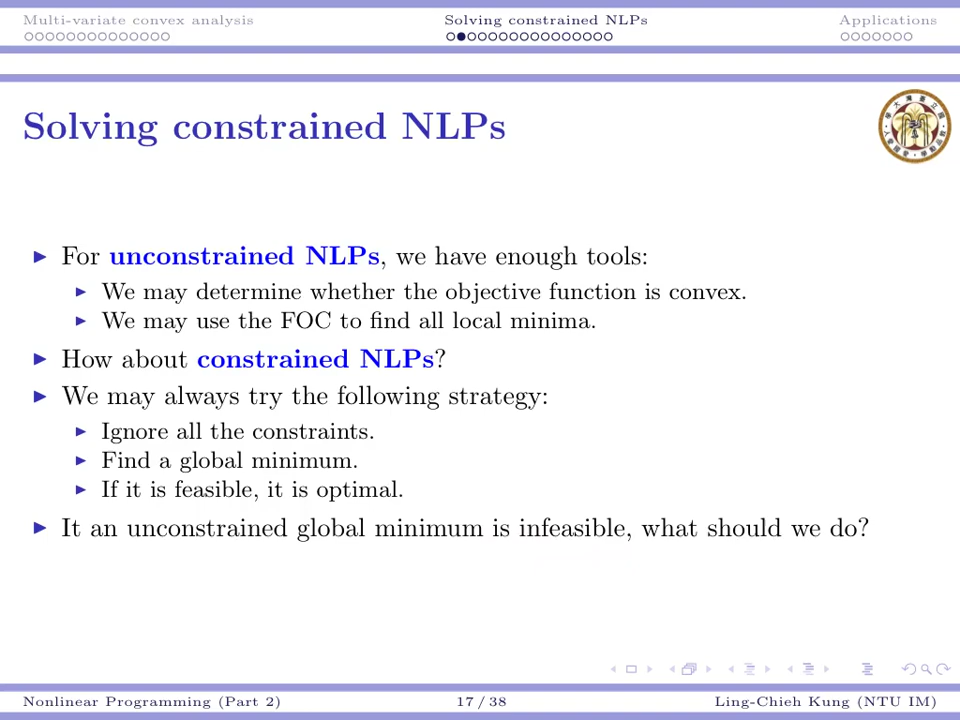 Multi-variate convex analysis
Solving constrained NLPs
Applications
Solving constrained NLPs
For unconstrained NLPs, we have enough tools:
We may determine whether the objective function is convex.
We may use the FOC to find all local minima.
How about constrained NLPs?
We may always try the following strategy:
Ignore all the constraints.
Find a global minimum.
If it is feasible, it is optimal.
It an unconstrained global minimum is infeasible, what should we do?
Nonlinear Programming (Part 2)
17 / 38
Ling-Chieh Kung (NTU IM)